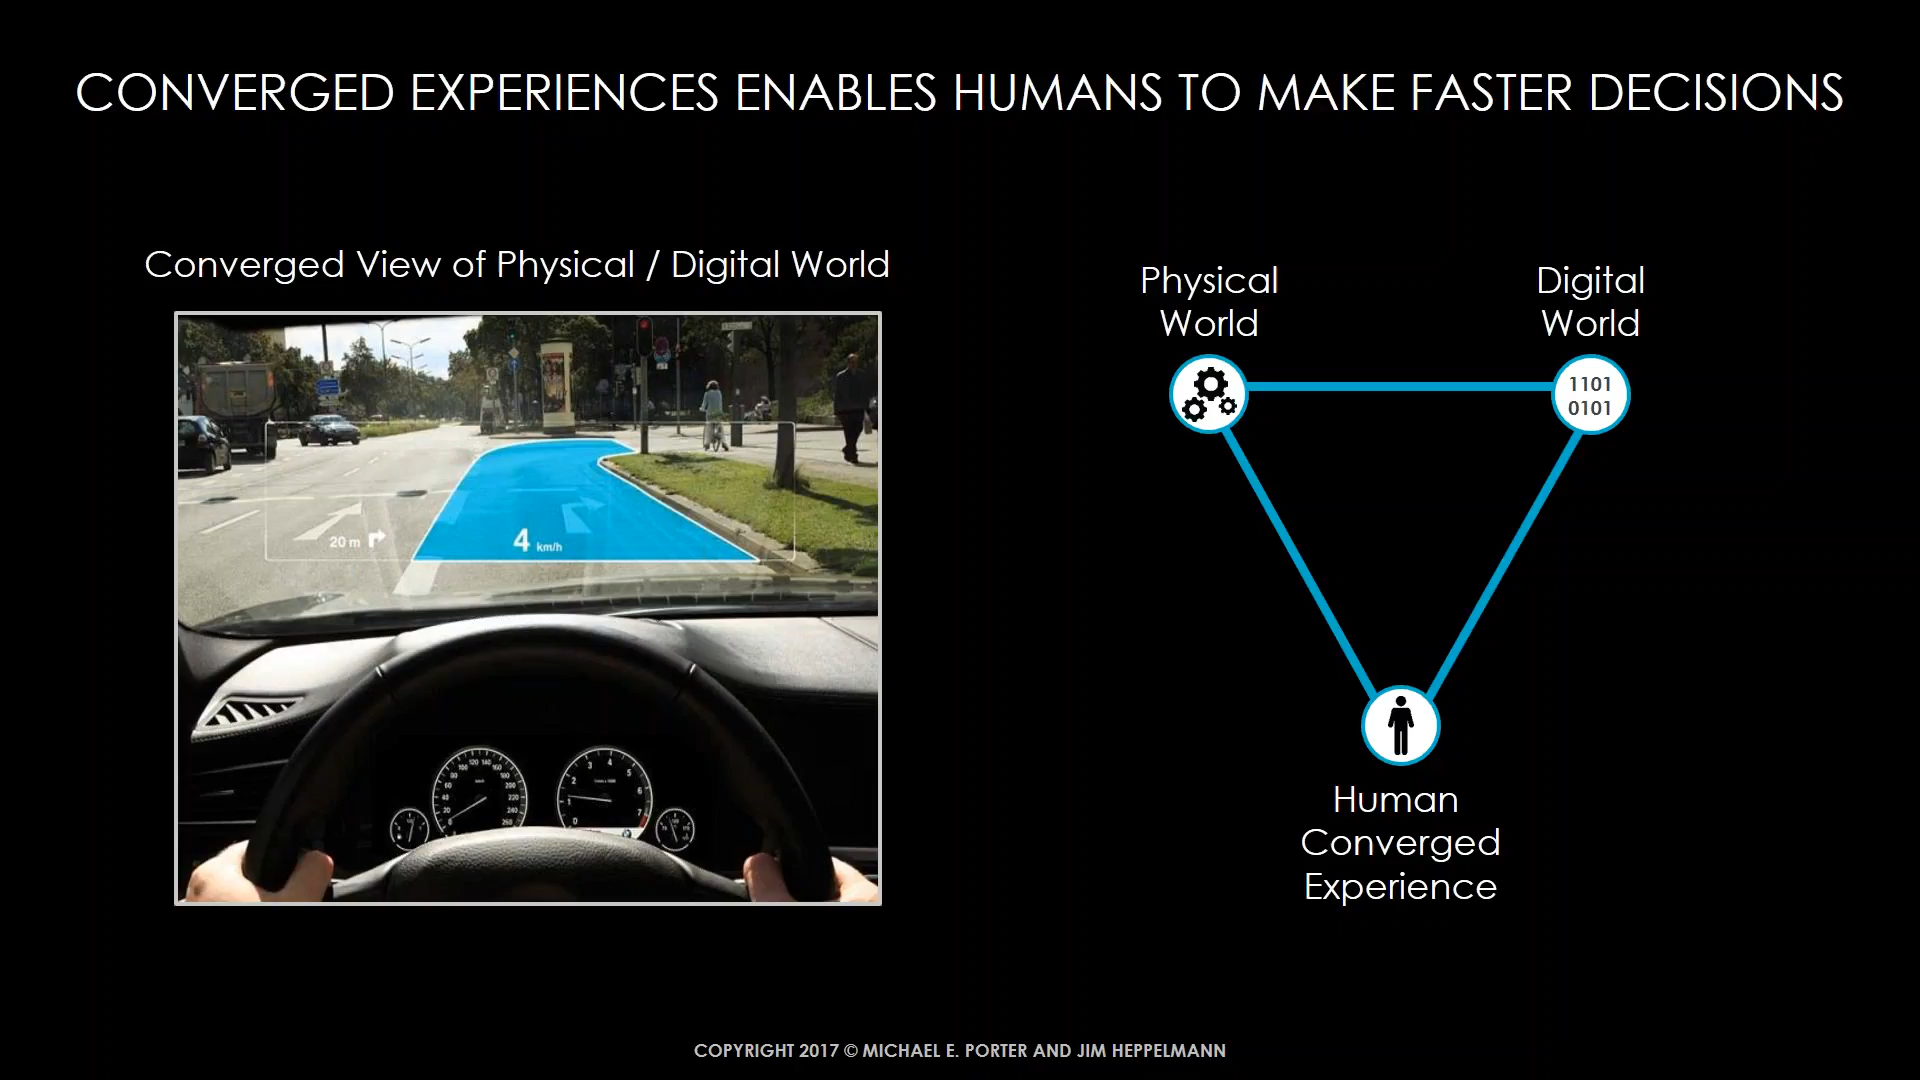 CONVERGED EXPERIENCES ENABLES HUMANS TO MAKE FASTER DECISIONS
Converged View of Physical / Digital World
20 m
4 km/h
Physical
World
Digital
World
1101
0101
Human
Converged
Experience
COPYRIGHT 2017 © MICHAEL E. PORTER AND JIM HEPPELMANN